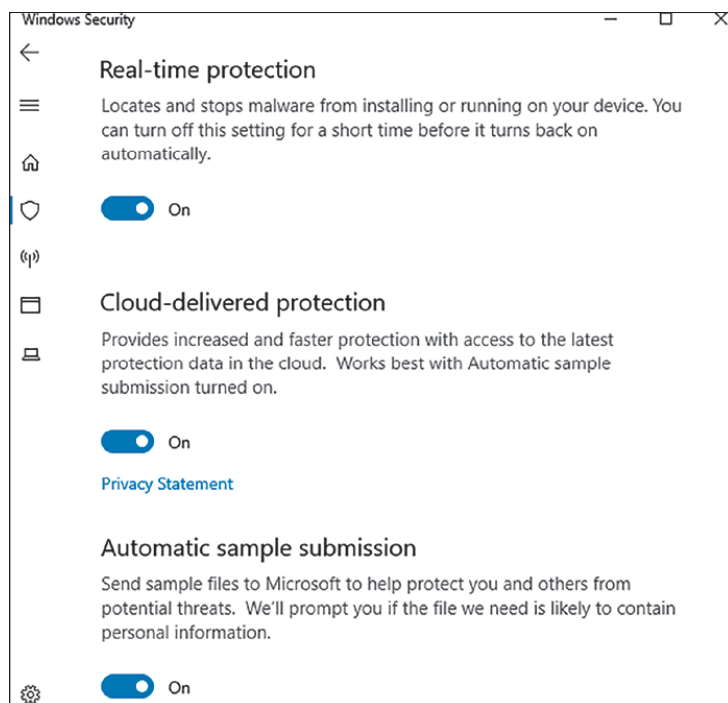 Windows Security
Real-time protection
Locates and stops malware from installing or running on your device. You
can turn off this setting for a short time before it turns back on
automatically.
On
Cloud-delivered protection
Provides increased and faster protection with access to the latest
protection data in the cloud. Works best with Automatic sample
submission turned on.
On
Privacy Statement
Automatic sample submission
Send sample files to Microsoft to help protect you and others from
potential threats. We’ll prompt you if the file we need is likely to contain
personal information.
On